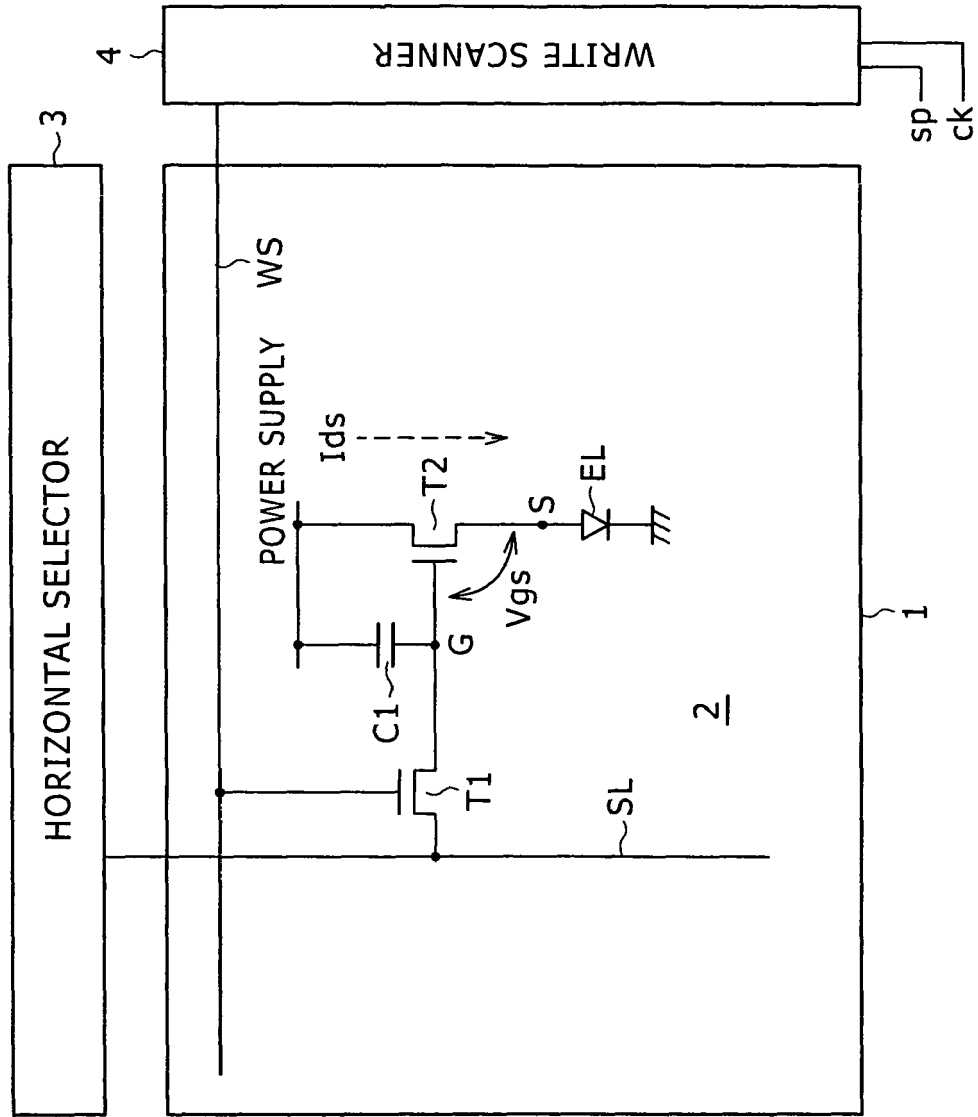 HORIZONTAL SELECTOR
3
4
WRITE SCANNER
sp
ck
WS
POWER SUPPLY
Ids
T2
EL
S
Vgs
G
C1
T1
SL
2
1